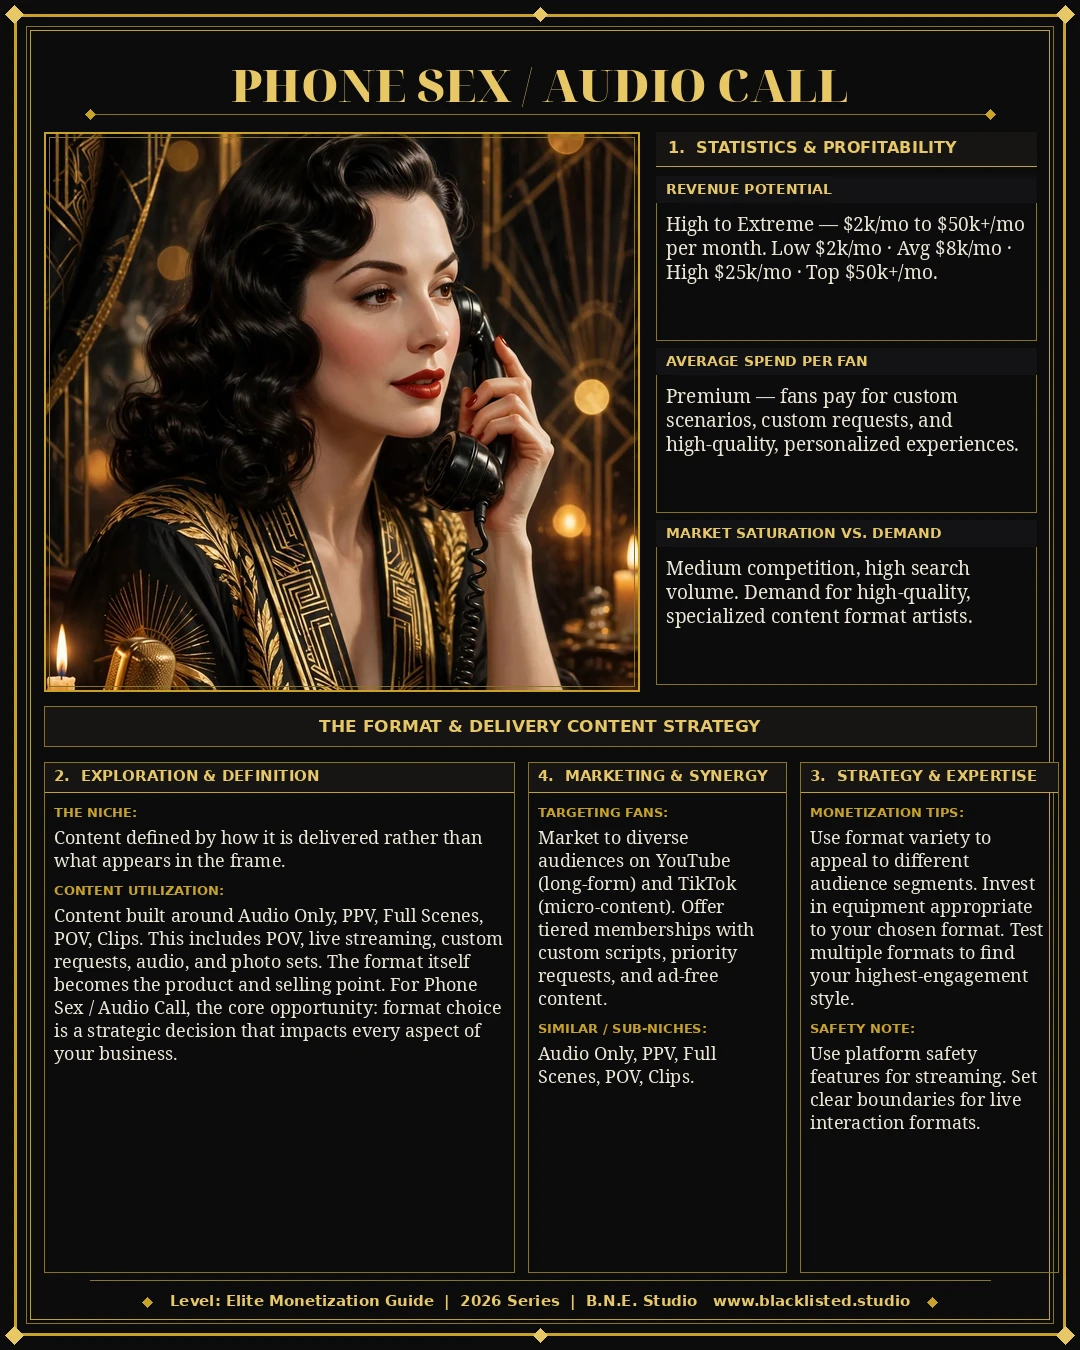 PHONE SEX / AUDIO CALL
1. STATISTICS & PROFITABILITY
REVENUE POTENTIAL
High to Extreme — $2k/mo to $50k+/mo
per month. Low $2k/mo · Avg $8k/mo ·
High $25k/mo · Top $50k+/mo.
AVERAGE SPEND PER FAN
Premium — fans pay for custom
scenarios, custom requests, and
high-quality, personalized experiences.
MARKET SATURATION VS. DEMAND
Medium competition, high search
volume. Demand for high-quality,
specialized content format artists.
THE FORMAT & DELIVERY CONTENT STRATEGY
2. EXPLORATION & DEFINITION
THE NICHE:
Content defined by how it is delivered rather than
what appears in the frame.
CONTENT UTILIZATION:
Content built around Audio Only, PPV, Full Scenes,
POV, Clips. This includes POV, live streaming, custom
requests, audio, and photo sets. The format itself
becomes the product and selling point. For Phone
Sex / Audio Call, the core opportunity: format choice
is a strategic decision that impacts every aspect of
your business.
4. MARKETING & SYNERGY
TARGETING FANS:
Market to diverse
audiences on YouTube
(long-form) and TikTok
(micro-content). Offer
tiered memberships with
custom scripts, priority
requests, and ad-free
content.
SIMILAR / SUB-NICHES:
Audio Only, PPV, Full
Scenes, POV, Clips.
3. STRATEGY & EXPERTISE
MONETIZATION TIPS:
Use format variety to
appeal to different
audience segments. Invest
in equipment appropriate
to your chosen format. Test
multiple formats to find
your highest-engagement
style.
SAFETY NOTE:
Use platform safety
features for streaming. Set
clear boundaries for live
interaction formats.
Level: Elite Monetization Guide | 2026 Series | B.N.E. Studio www.blacklisted.studio